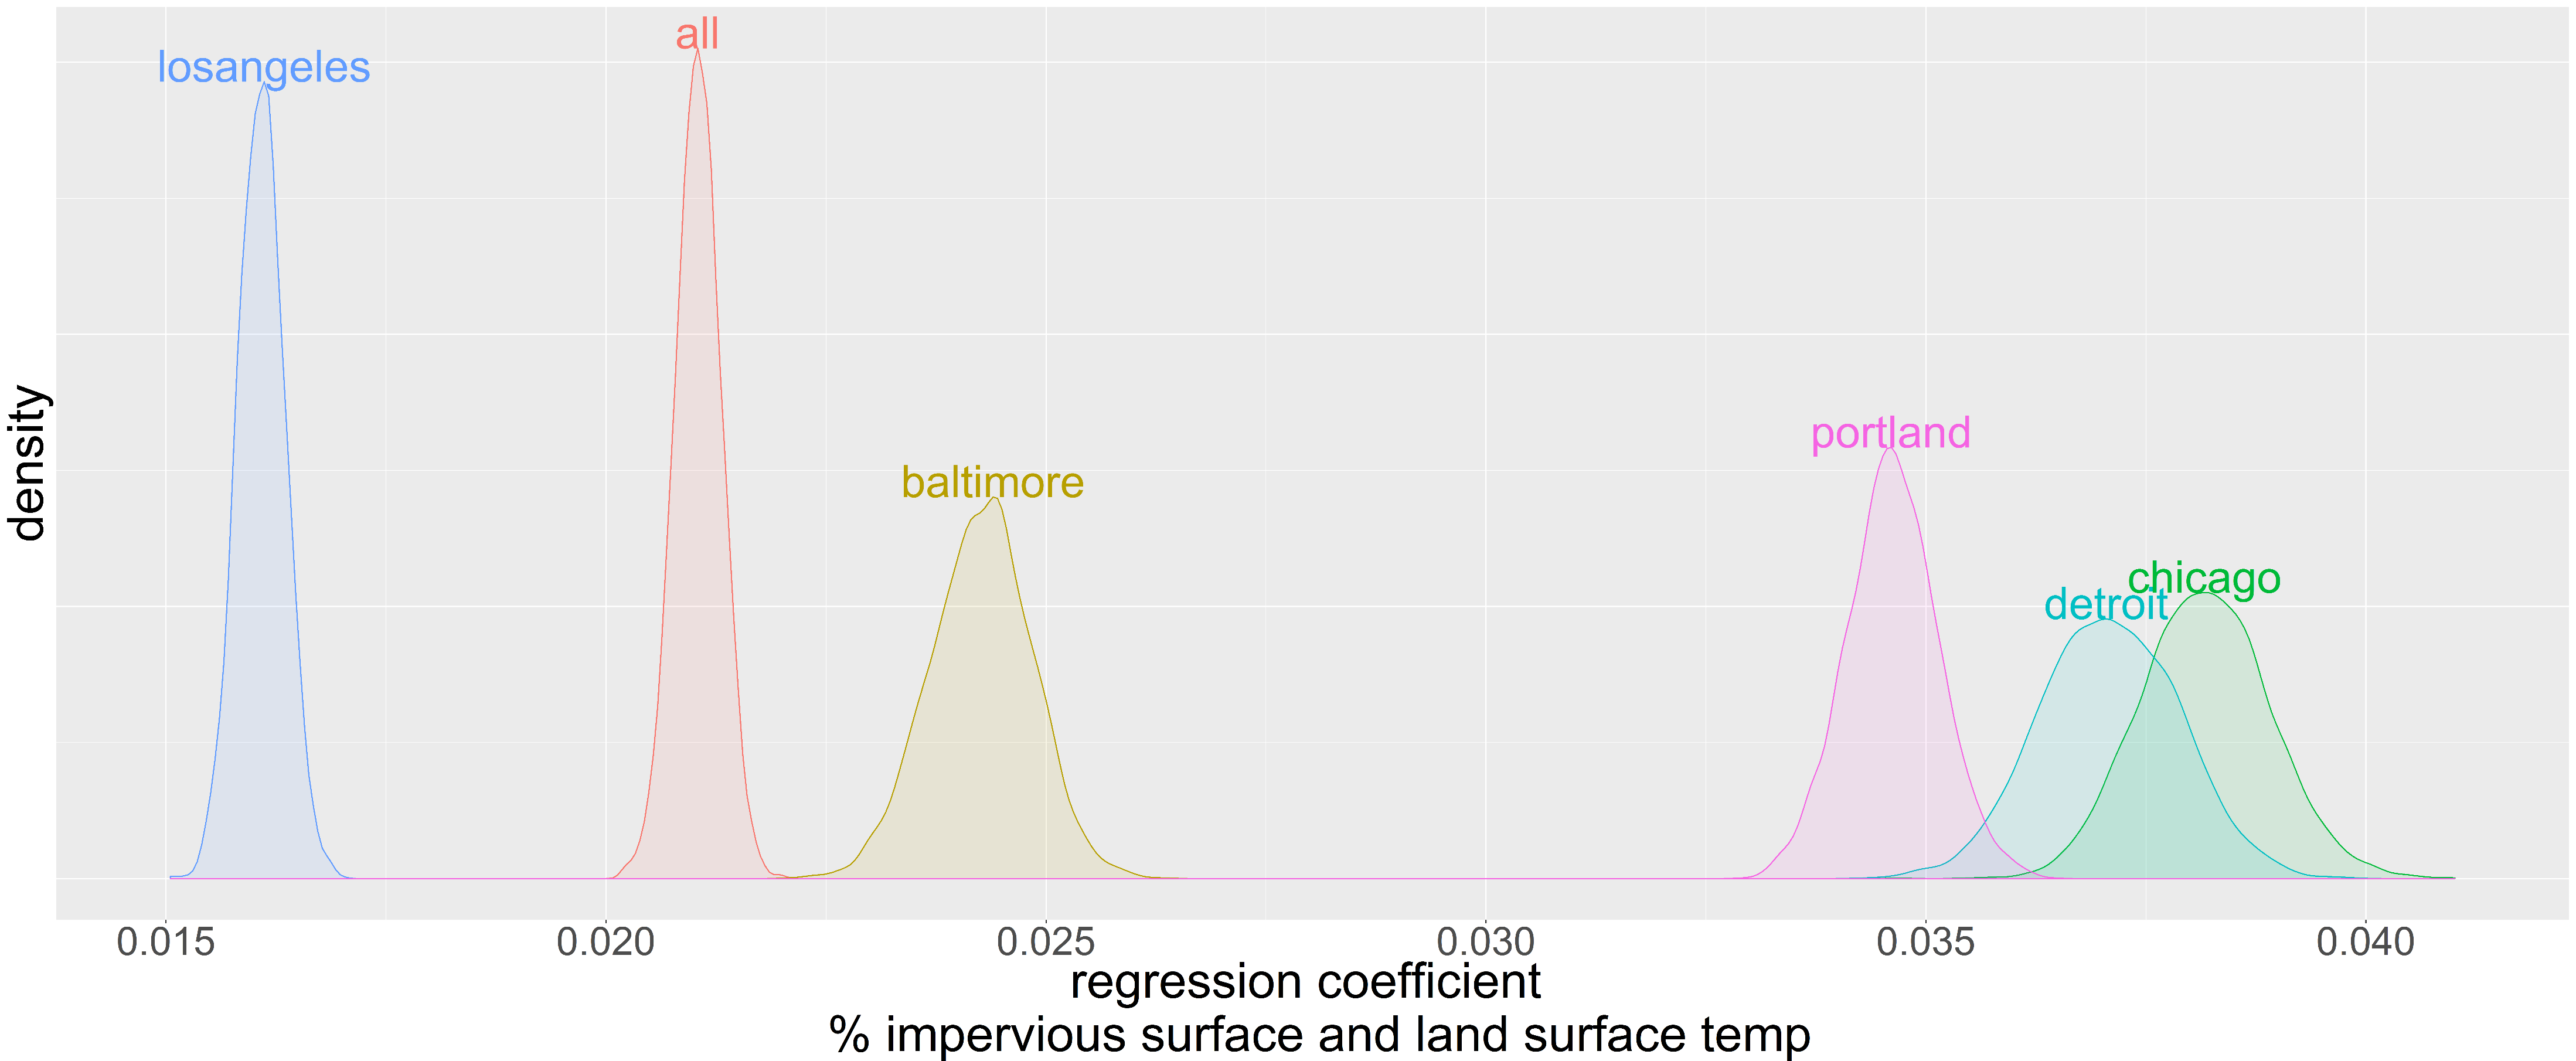 all
losangeles
portland
baltimore
chicago
detroit
density
0.015
0.020
0.025
0.030
0.035
0.040
regression coefficient
% impervious surface and land surface temp